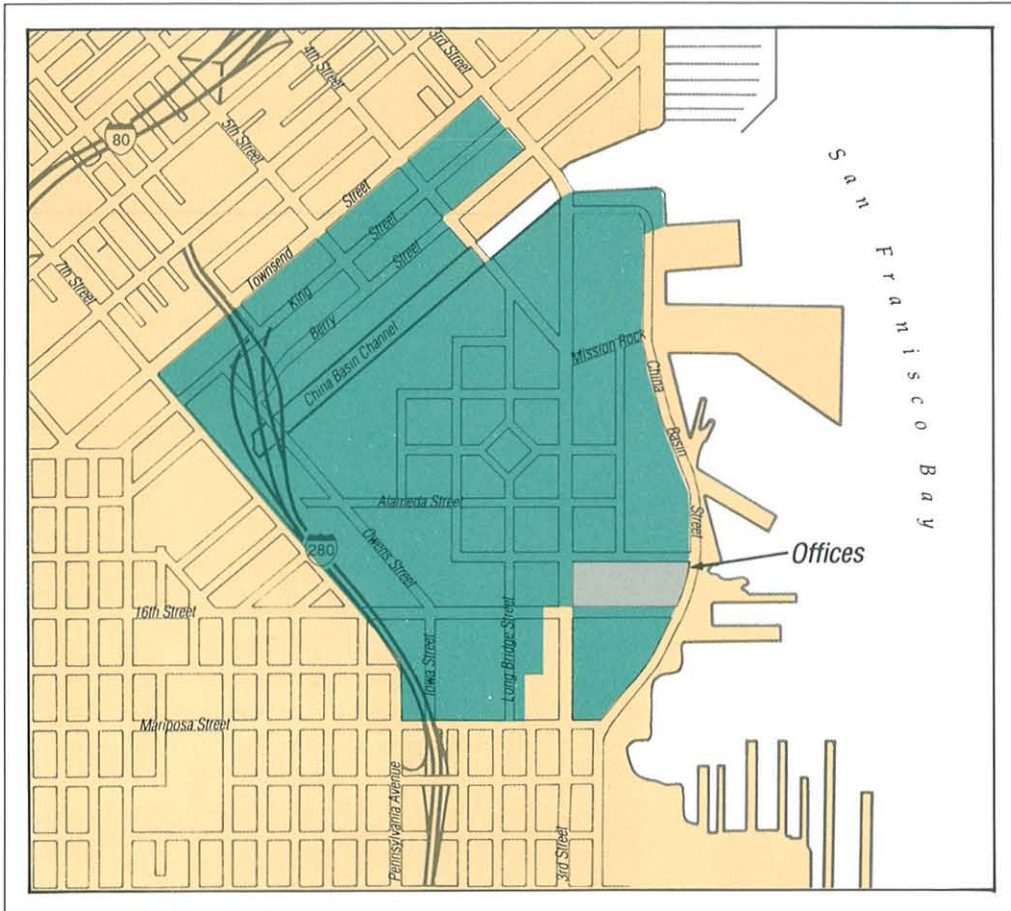 3rd Street
4th Street
80
5th Street
San Francisco Bay
Street
7th Street
Townsend
Street
King
Street
Berry
China Basin Channel
Mission Rock
China
Basin
Street
Alameda Street
Owens Street
280
Offices
16th Street
Long Bridge Street
Iowa Street
Mariposa Street
Pennsylvania Avenue
3rd Street